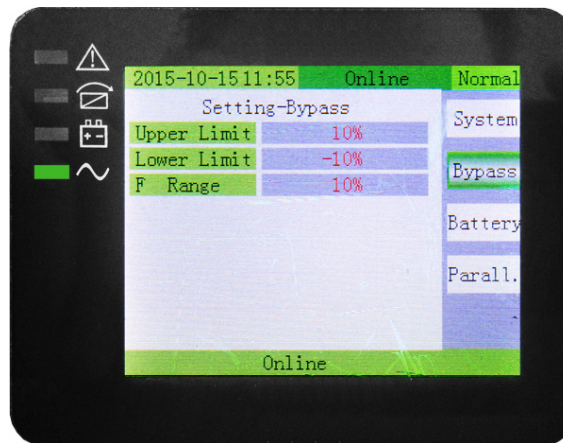 2015-10-15 11:55 Online Normal
Setting-Bypass
Upper Limit 10%
Lower Limit -10%
F Range 10%
System
Bypass
Battery
Parall.
Online